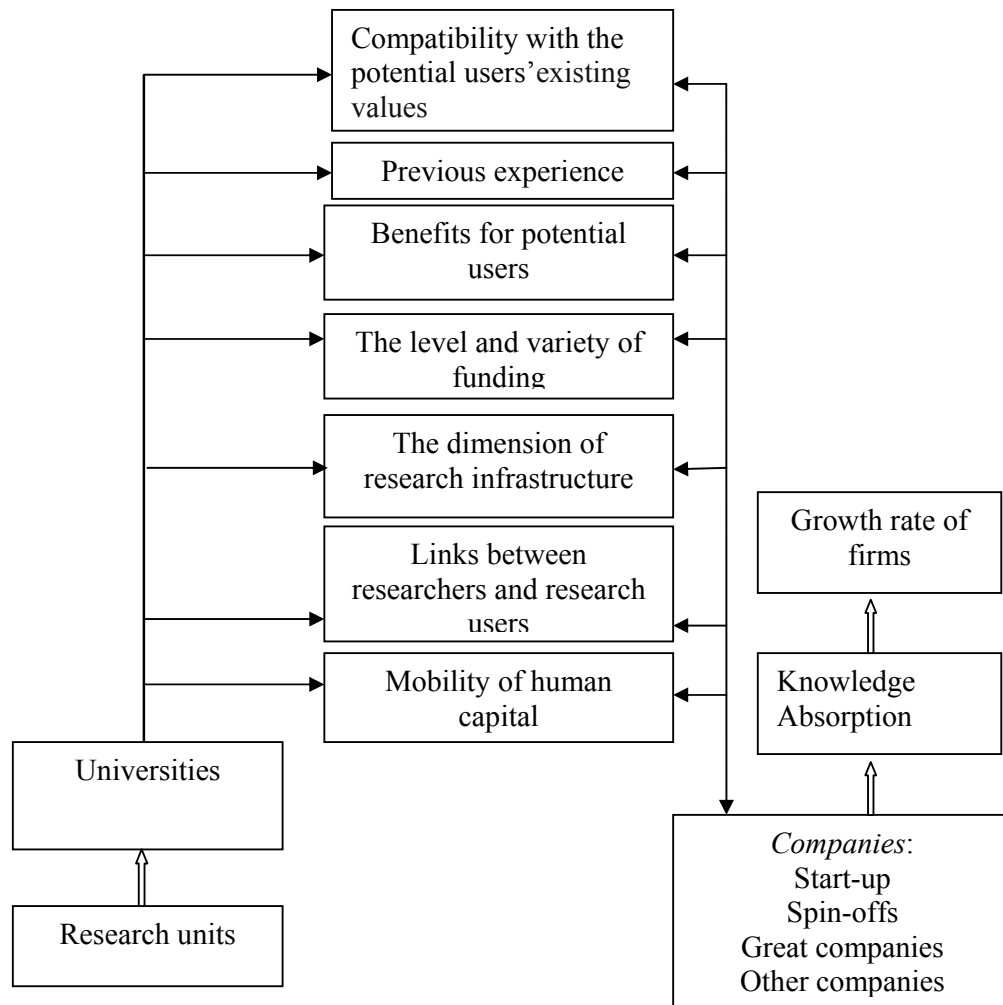 Compatibility with the
potential users’existing
values
Previous experience
Benefits for potential
users
The level and variety of
funding
The dimension of
research infrastructure
Links between
researchers and research
users
Mobility of human
capital
Growth rate of
firms
Knowledge
Absorption
Universities
Research units
Companies:
Start-up
Spin-offs
Great companies
Other companies